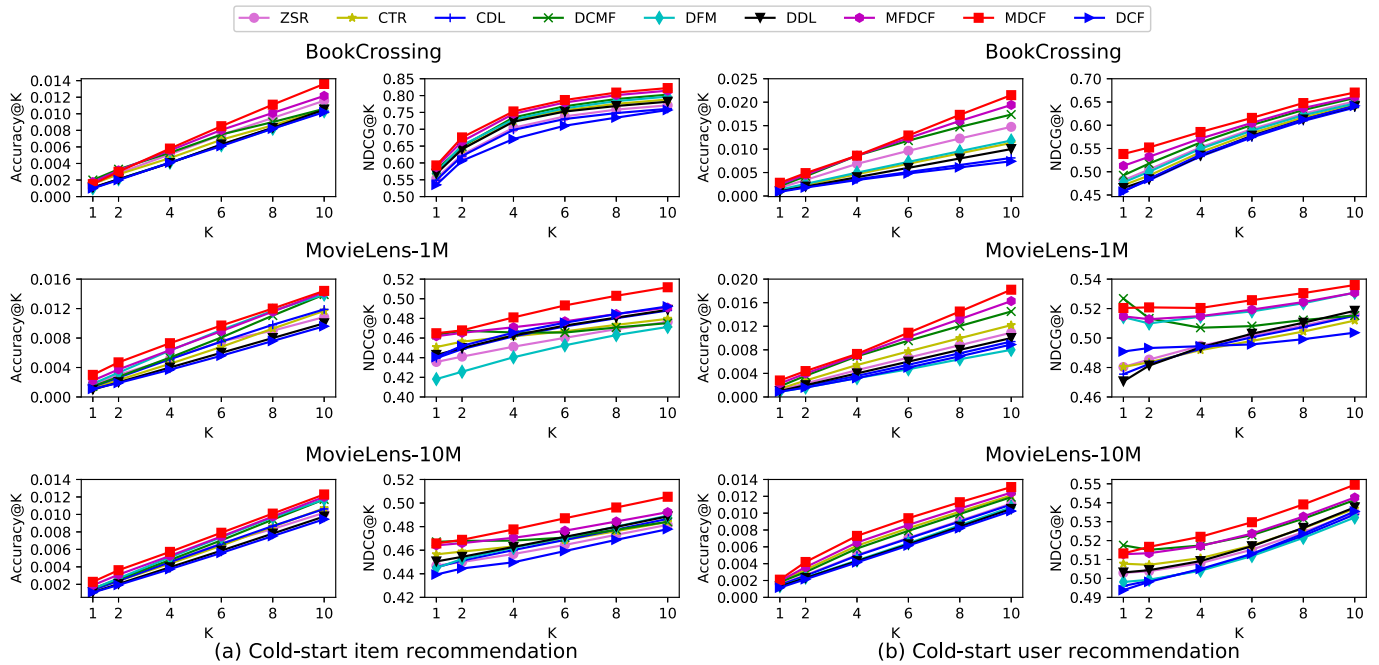 ZSR CTR CDL DCMF DFM DDL MFDCF MDCF DCF
BookCrossing
BookCrossing
Accuracy@K
0.014
0.012
0.010
0.008
0.006
0.004
0.002
0.000
1 2 4 6 8 10
K
NDCG@K
0.85
0.80
0.75
0.70
0.65
0.60
0.55
0.50
1 2 4 6 8 10
K
Accuracy@K
0.025
0.020
0.015
0.010
0.005
0.000
1 2 4 6 8 10
K
NDCG@K
0.70
0.65
0.60
0.55
0.50
0.45
1 2 4 6 8 10
K
MovieLens-1M
MovieLens-1M
Accuracy@K
0.016
0.012
0.008
0.004
0.000
1 2 4 6 8 10
K
NDCG@K
0.52
0.50
0.48
0.46
0.44
0.42
0.40
1 2 4 6 8 10
K
Accuracy@K
0.020
0.016
0.012
0.008
0.004
0.000
1 2 4 6 8 10
K
NDCG@K
0.54
0.52
0.50
0.48
0.46
1 2 4 6 8 10
K
MovieLens-10M
MovieLens-10M
Accuracy@K
0.014
0.012
0.010
0.008
0.006
0.004
0.002
1 2 4 6 8 10
K
NDCG@K
0.52
0.50
0.48
0.46
0.44
0.42
1 2 4 6 8 10
K
Accuracy@K
0.014
0.012
0.010
0.008
0.006
0.004
0.002
0.000
1 2 4 6 8 10
K
NDCG@K
0.55
0.54
0.53
0.52
0.51
0.50
0.49
1 2 4 6 8 10
K
(a) Cold-start item recommendation
(b) Cold-start user recommendation